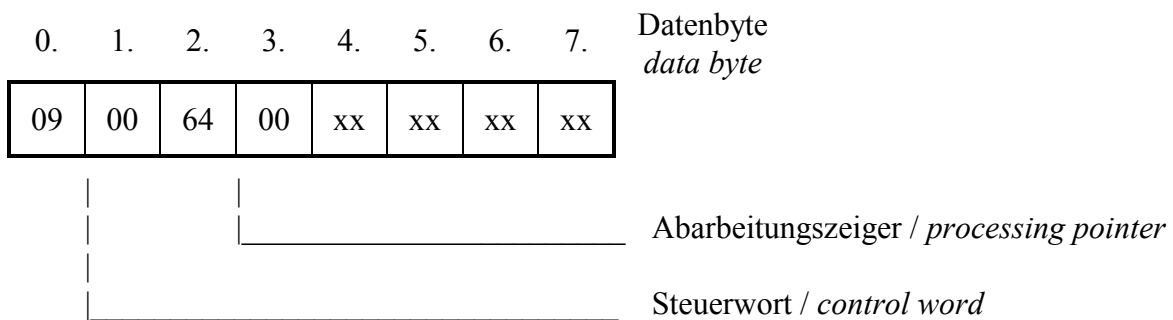 0. 1. 2. 3. 4. 5. 6. 7. Datenbyte
data byte
09 00 64 00 xx xx xx xx
Abarbeitungszeiger / processing pointer
Steuerwort / control word